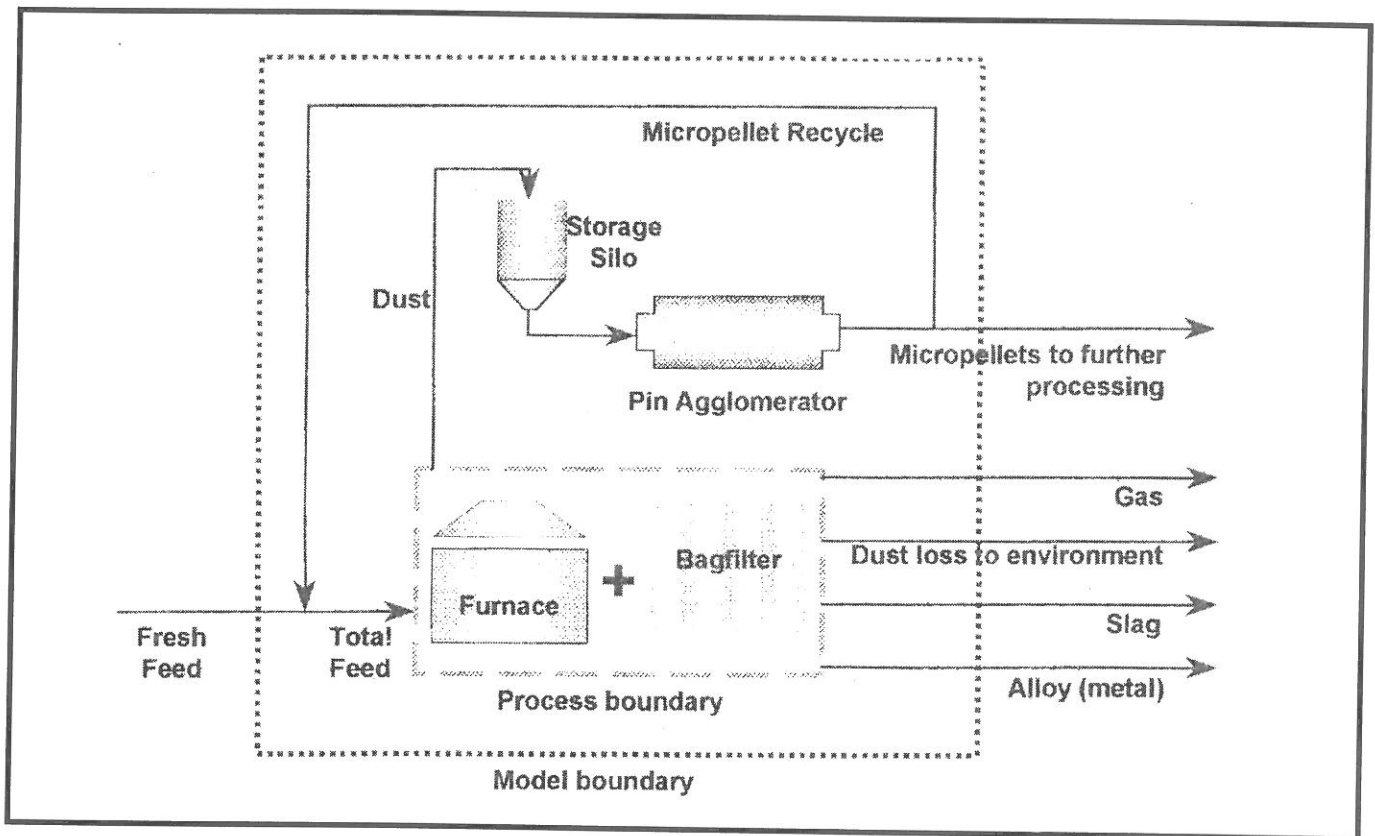 Micropellet Recycle
Storage
Silo
Dust
Micropellets to further
processing
Pin Agglomerator
Gas
Dust loss to environment
Bagfilter
+
Furnace
Slag
Fresh
Feed
Total
Feed
Alloy (metal)
Process boundary
Model boundary